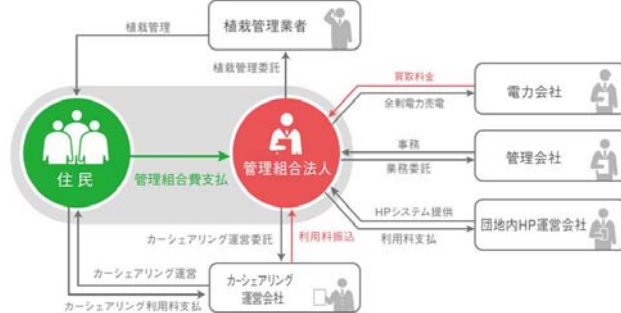 植栽管理
植栽管理業者
植栽管理委託
買取料金
電力会社
余剰電力売電
住民
管理組合費支払
管理組合法人
事務
管理会社
業務委託
HPシステム提供
団地内HP運営会社
利用料支払
カーシェアリング運営委託
利用料振込
カーシェアリング運営
カーシェアリング
運営会社
カーシェアリング利用料支払